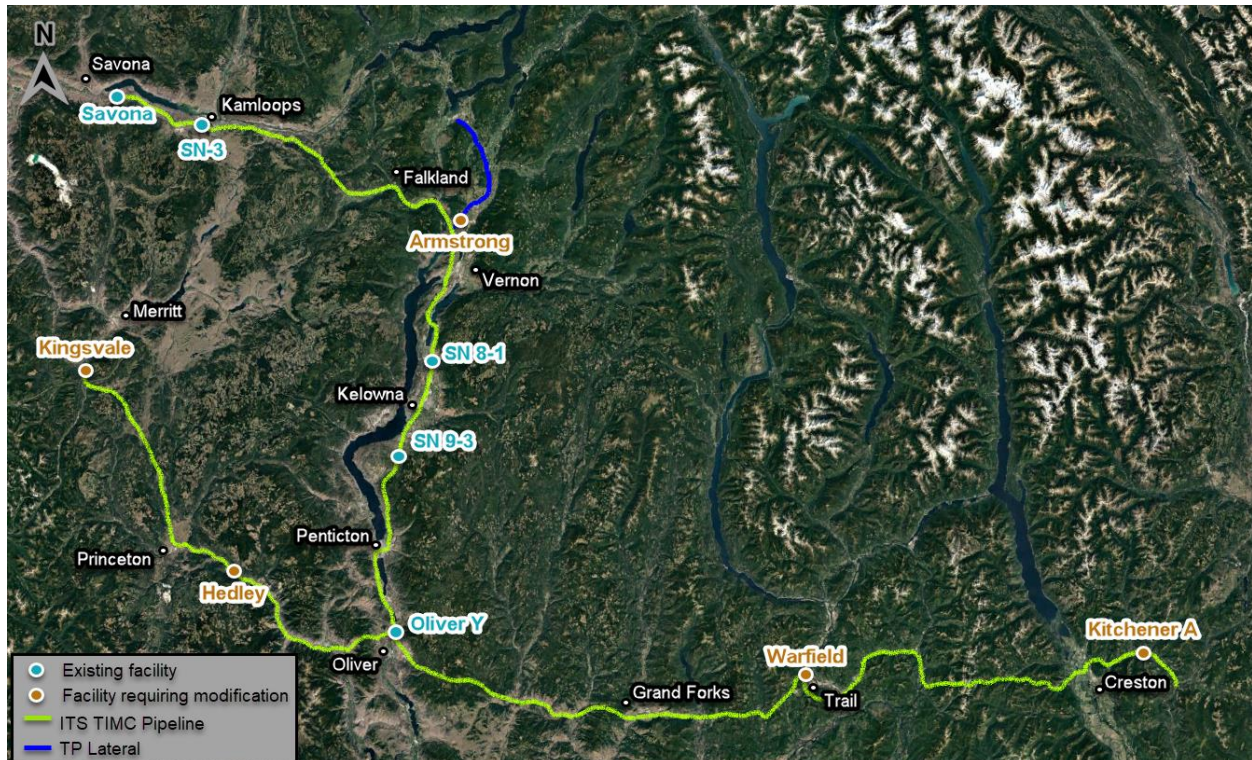 N
Savona
Savona
Kamloops
SN-3
Falkland
Armstrong
Vernon
Merritt
Kingsvale
SN 8-1
Kelowna
SN 9-3
Penticton
Princeton
Hedley
Oliver Y
Oliver
Warfield
Trail
Grand Forks
Kitchener A
Creston
Existing facility
Facility requiring modification
ITS TIMC Pipeline
TP Lateral